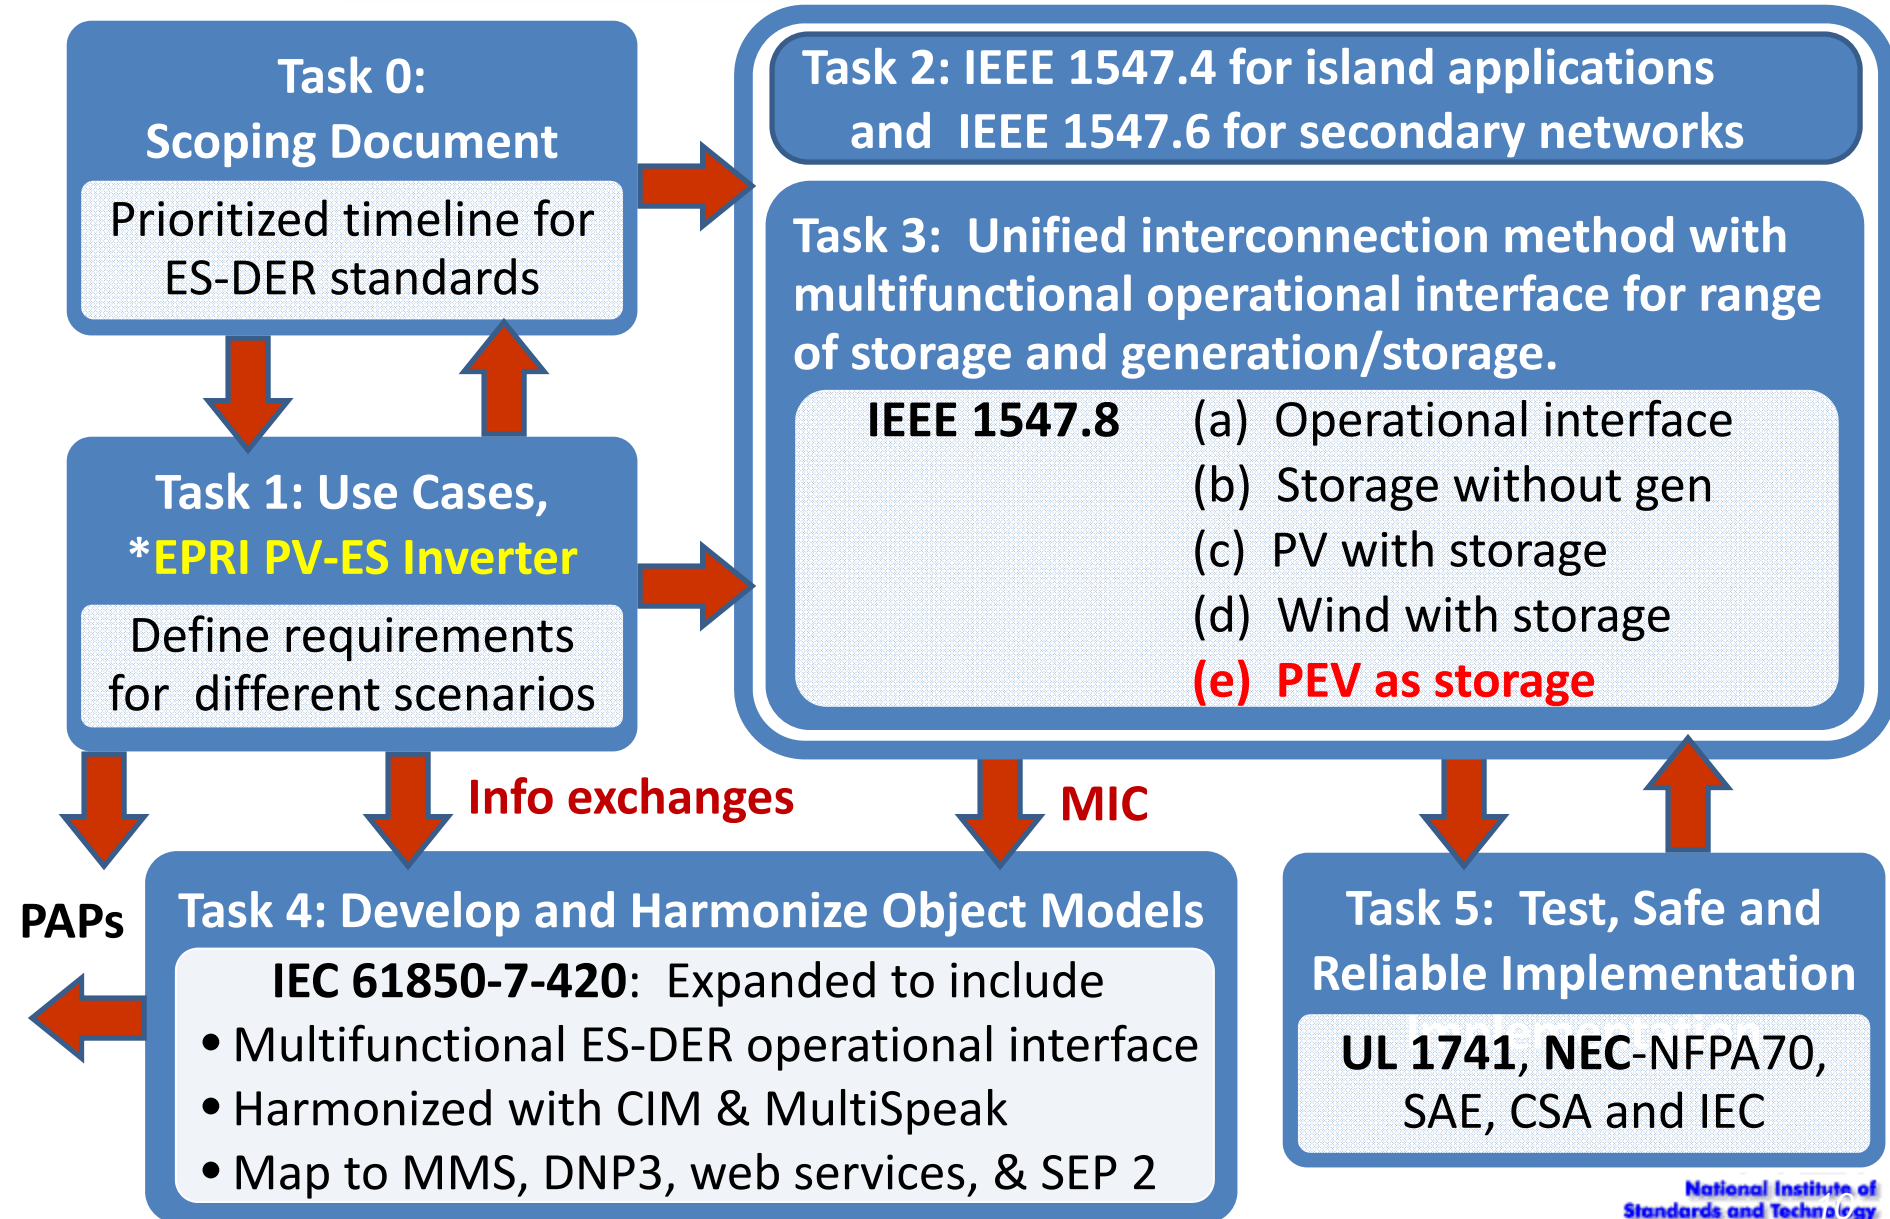 Task 0:
Scoping Document
Prioritized timeline for
ES-DER standards
Task 1: Use Cases,
*EPRI PV-ES Inverter
Define requirements
for different scenarios
Task 2: IEEE 1547.4 for island applications
and IEEE 1547.6 for secondary networks
Task 3: Unified interconnection method with
multifunctional operational interface for range
of storage and generation/storage.
IEEE 1547.8 (a) Operational interface
(b) Storage without gen
(c) PV with storage
(d) Wind with storage
(e) PEV as storage
Info exchanges
MIC
PAPs
Task 4: Develop and Harmonize Object Models
IEC 61850-7-420: Expanded to include
• Multifunctional ES-DER operational interface
• Harmonized with CIM & MultiSpeak
• Map to MMS, DNP3, web services, & SEP 2
Task 5: Test, Safe and
Reliable Implementation
Implementation
UL 1741, NEC-NFPA70,
SAE, CSA and IEC
National Institute of
Standards and Technology
10